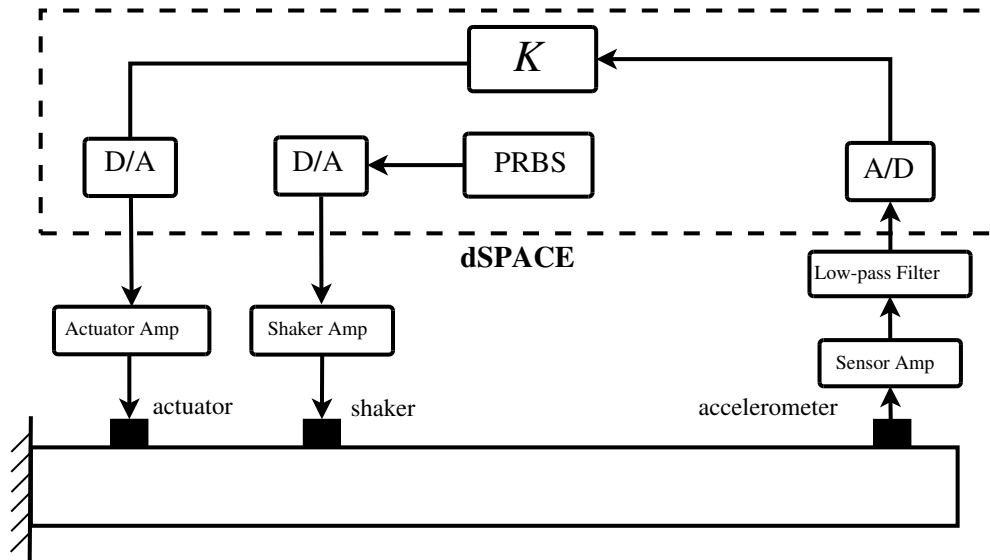 K
D/A
D/A
PRBS
A/D
dSPACE
Low-pass Filter
Actuator Amp
Shaker Amp
Sensor Amp
actuator
shaker
accelerometer